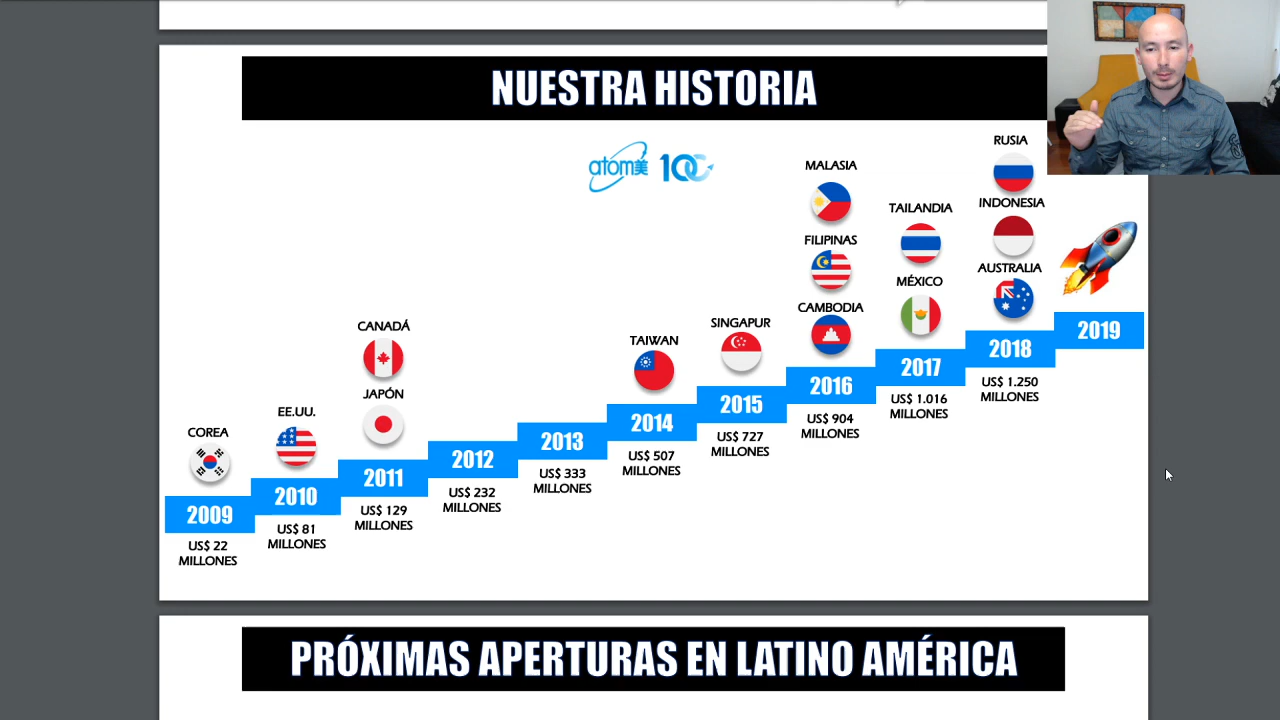 NUESTRA HISTORIA
atom美 100
RUSIA
MALASIA
INDONESIA
TAILANDIA
FILIPINAS
AUSTRALIA
MÉXICO
CAMBODIA
SINGAPUR
CANADÁ
TAIWAN
JAPÓN
EE.UU.
COREA
2009
2010
2011
2012
2013
2014
2015
2016
2017
2018
2019
US$ 22
MILLONES
US$ 81
MILLONES
US$ 129
MILLONES
US$ 232
MILLONES
US$ 333
MILLONES
US$ 507
MILLONES
US$ 727
MILLONES
US$ 904
MILLONES
US$ 1.016
MILLONES
US$ 1.250
MILLONES
PRÓXIMAS APERTURAS EN LATINO AMÉRICA